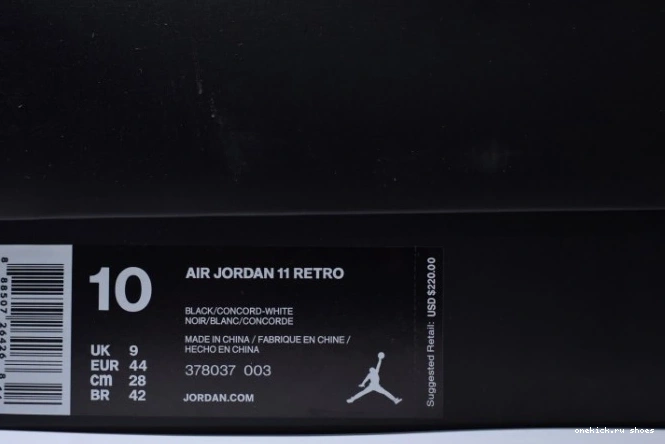 10
AIR JORDAN 11 RETRO
BLACK/CONCORD-WHITE
NOIR/BLANC/CONCORDE
MADE IN CHINA / FABRIQUE EN CHINE /
HECHO EN CHINA
378037 003
JORDAN.COM
UK 9
EUR 44
cm 28
BR 42
Suggested Retail: USD $220.00
onekick.ru shoes